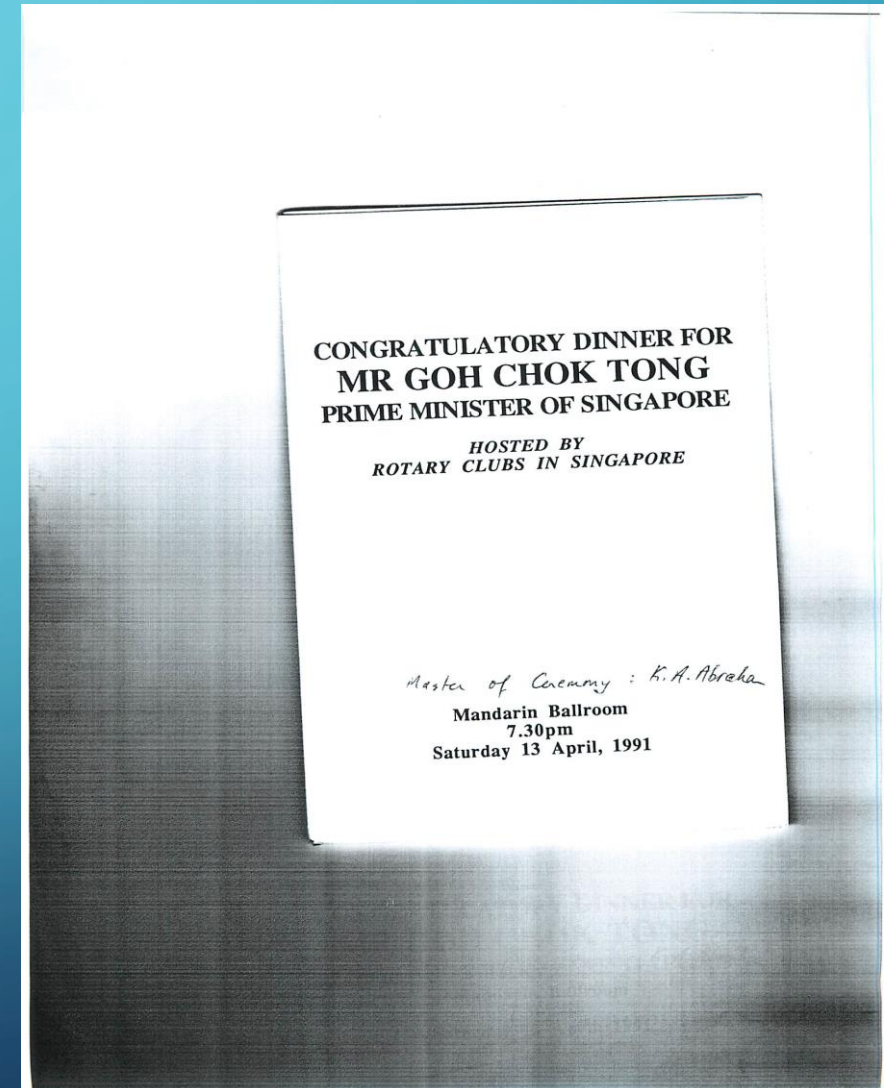 CONGRATULATORY DINNER FOR
MR GOH CHOK TONG
PRIME MINISTER OF SINGAPORE
HOSTED BY
ROTARY CLUBS IN SINGAPORE
Master of Ceremony : K.A. Abraham
Mandarin Ballroom
7.30pm
Saturday 13 April, 1991